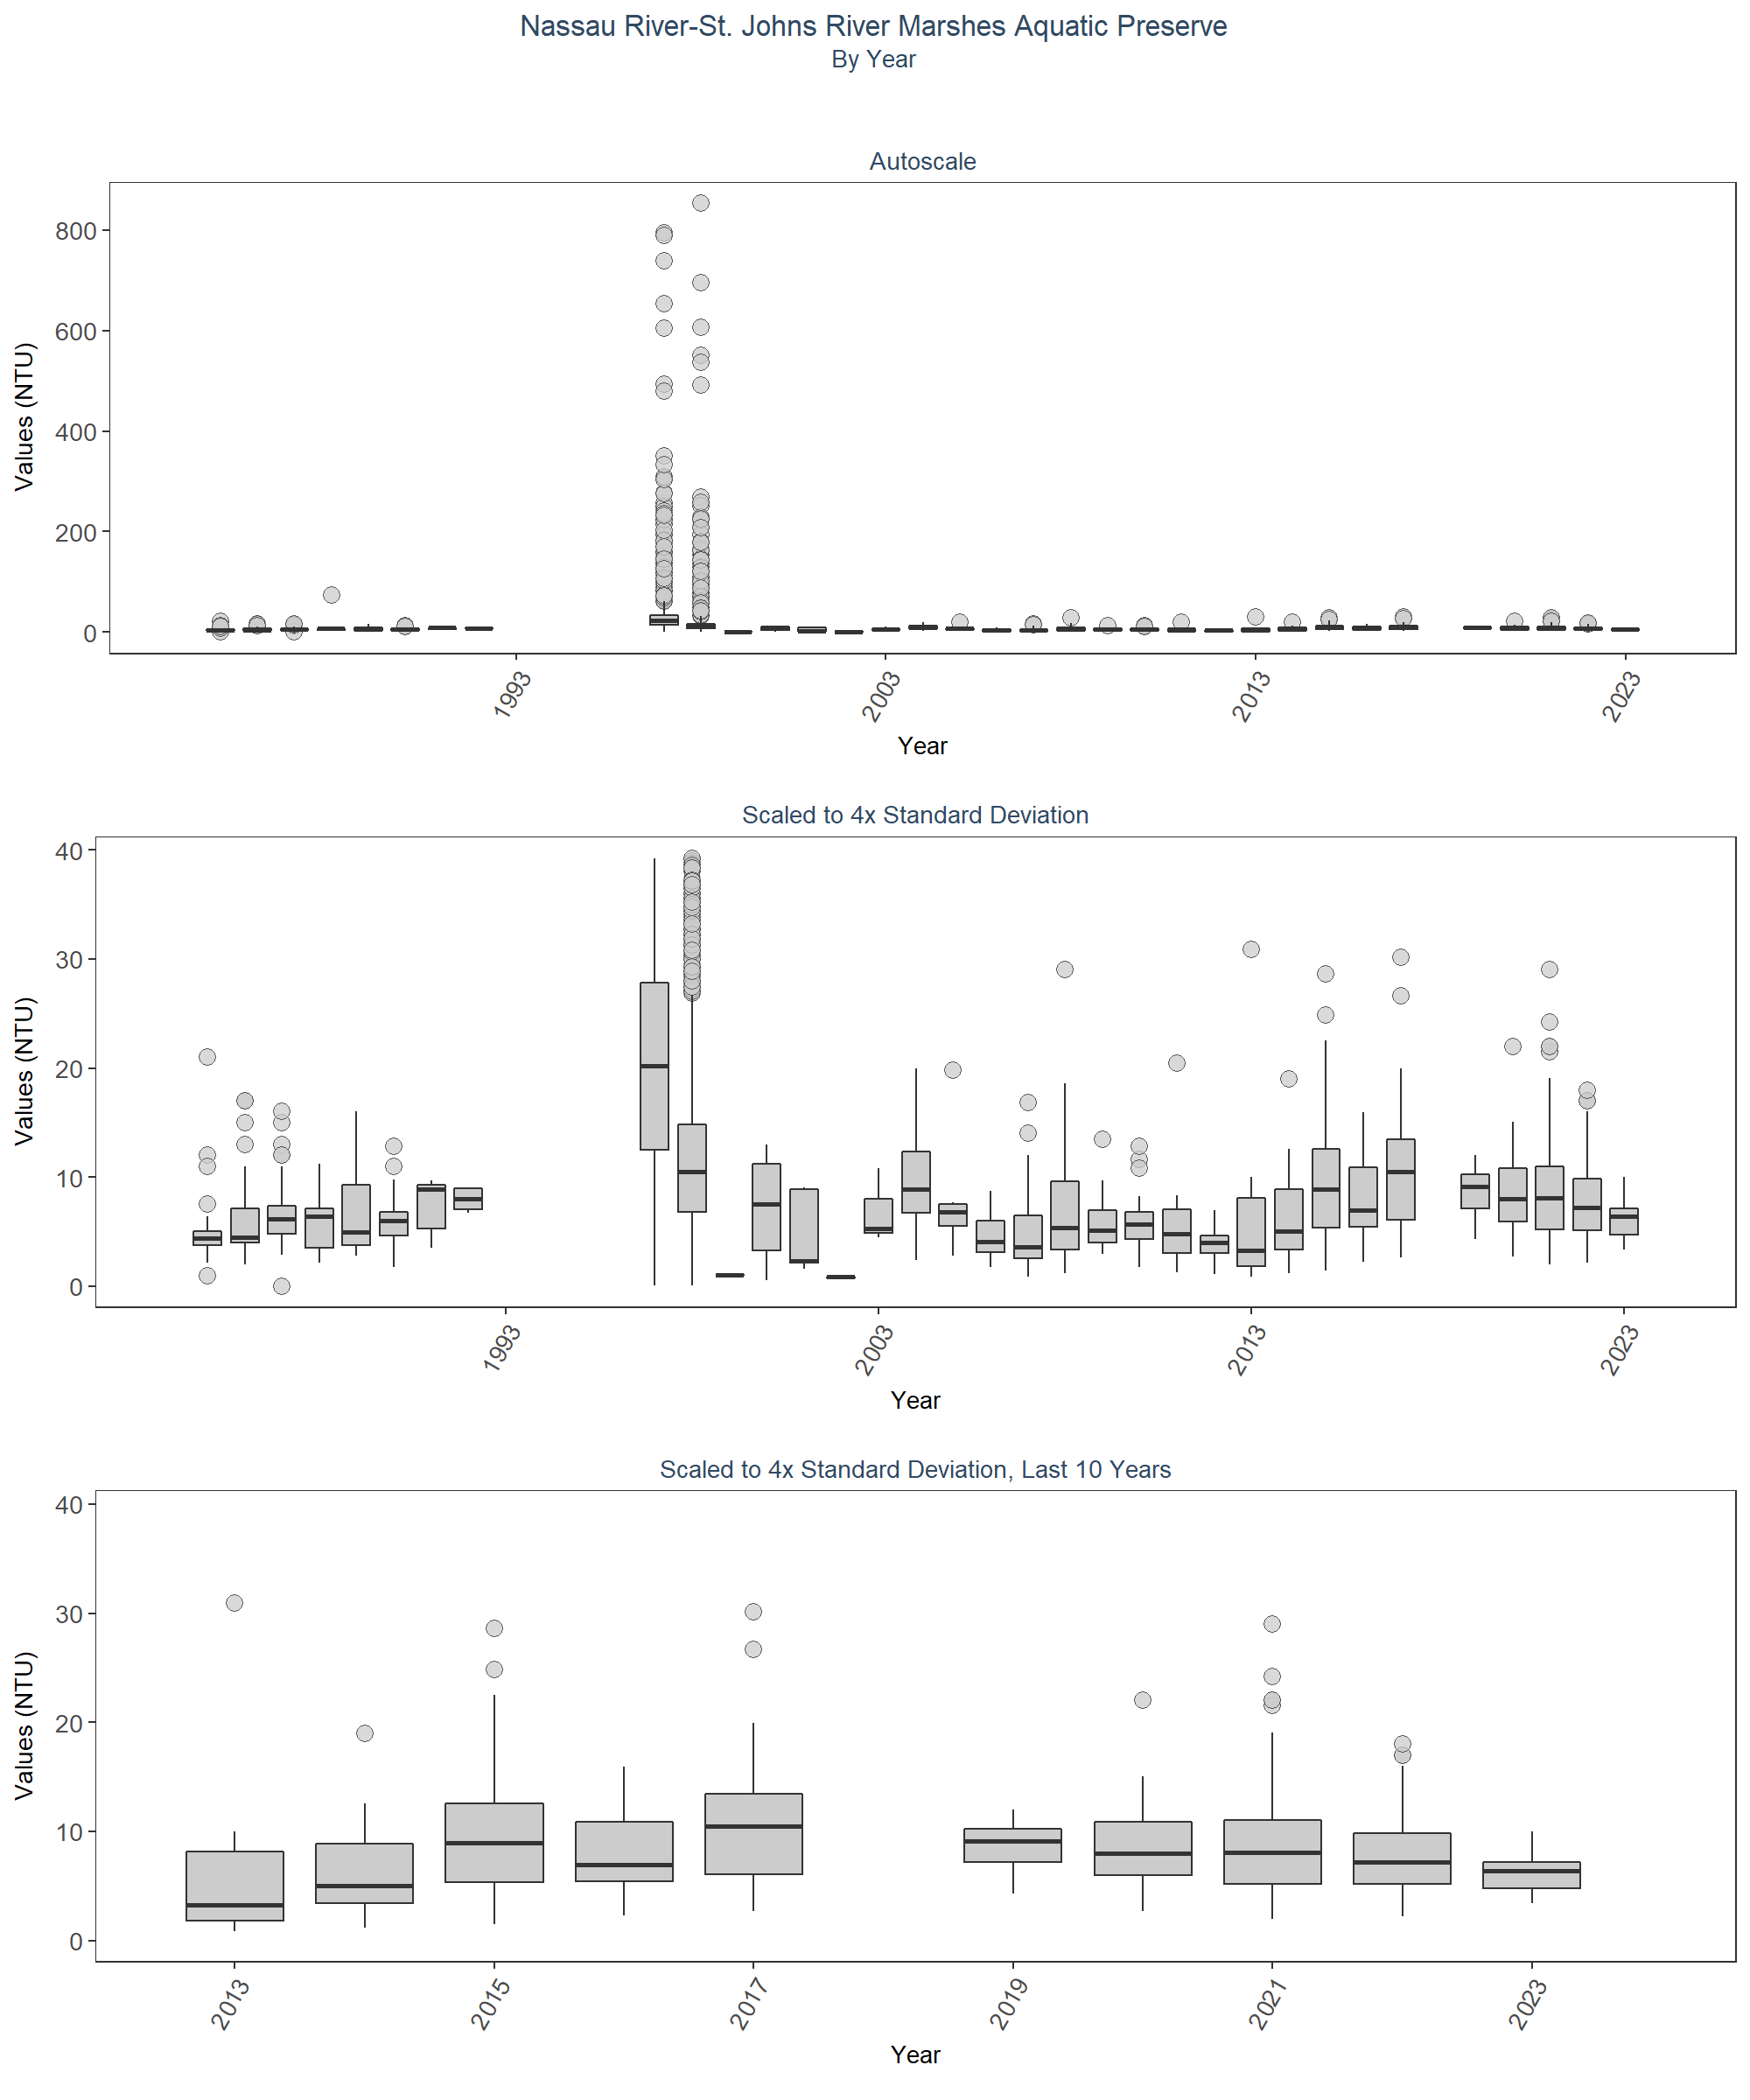 Nassau River-St. Johns River Marshes Aquatic Preserve
By Year
Autoscale
Values (NTU)
800
600
400
200
0
1993
2003
2013
2023
Year
Scaled to 4x Standard Deviation
Values (NTU)
40
30
20
10
0
1993
2003
2013
2023
Year
Scaled to 4x Standard Deviation, Last 10 Years
Values (NTU)
40
30
20
10
0
2013
2015
2017
2019
2021
2023
Year